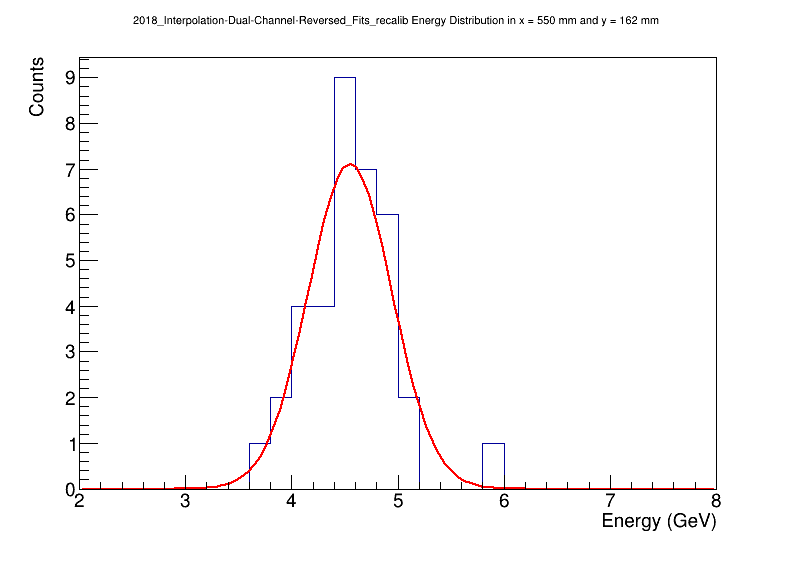 2018_Interpolation-Dual-Channel-Reversed_Fits_recalib Energy Distribution in x = 550 mm and y = 162 mm
Counts
9
8
7
6
5
4
3
2
1
0
2 3 4 5 6 7 8
Energy (GeV)